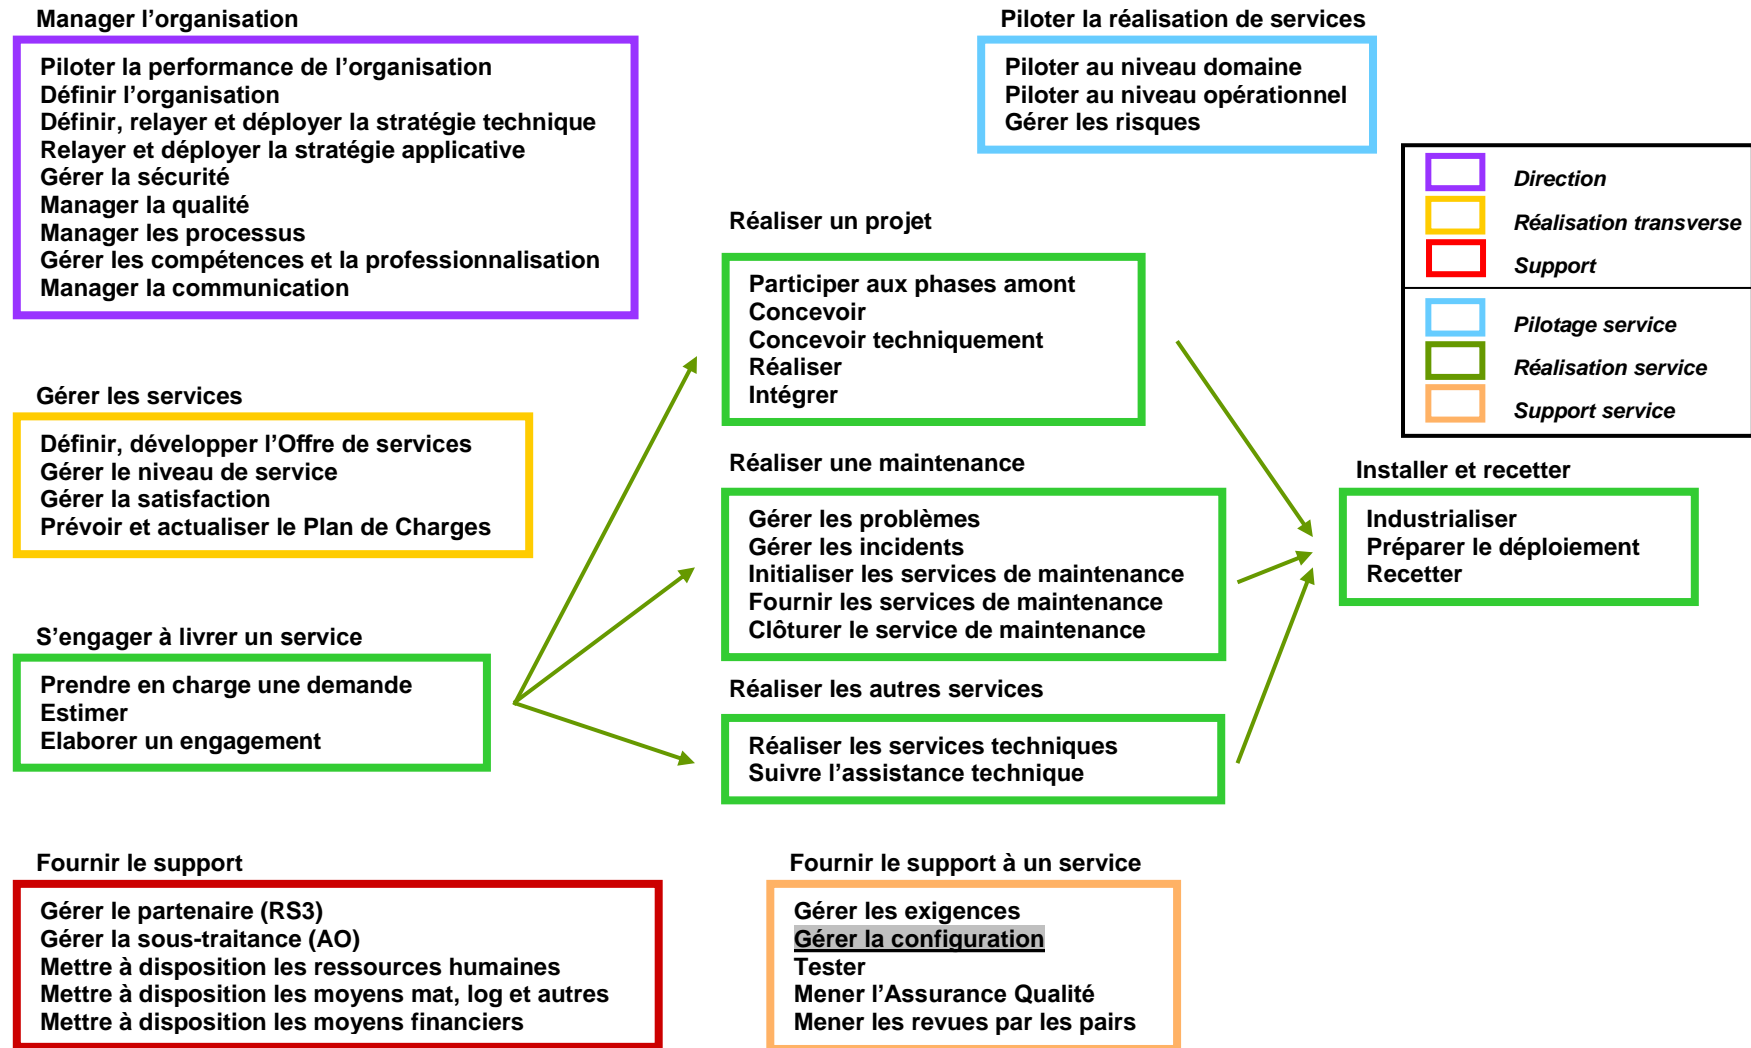 Manager l’organisation
Piloter la performance de l’organisation
Définir l’organisation
Définir, relayer et déployer la stratégie technique
Relayer et déployer la stratégie applicative
Gérer la sécurité
Manager la qualité
Manager les processus
Gérer les compétences et la professionnalisation
Manager la communication
Piloter la réalisation de services
Piloter au niveau domaine
Piloter au niveau opérationnel
Gérer les risques
Direction
Réalisation transverse
Support
Pilotage service
Réalisation service
Support service
Réaliser un projet
Participer aux phases amont
Concevoir
Concevoir techniquement
Réaliser
Intégrer
Gérer les services
Définir, développer l’Offre de services
Gérer le niveau de service
Gérer la satisfaction
Prévoir et actualiser le Plan de Charges
Réaliser une maintenance
Gérer les problèmes
Gérer les incidents
Initialiser les services de maintenance
Fournir les services de maintenance
Clôturer le service de maintenance
Installer et recetter
Industrialiser
Préparer le déploiement
Recetter
S’engager à livrer un service
Prendre en charge une demande
Estimer
Elaborer un engagement
Réaliser les autres services
Réaliser les services techniques
Suivre l’assistance technique
Fournir le support
Gérer le partenaire (RS3)
Gérer la sous-traitance (AO)
Mettre à disposition les ressources humaines
Mettre à disposition les moyens mat, log et autres
Mettre à disposition les moyens financiers
Fournir le support à un service
Gérer les exigences
Gérer la configuration
Tester
Mener l’Assurance Qualité
Mener les revues par les pairs